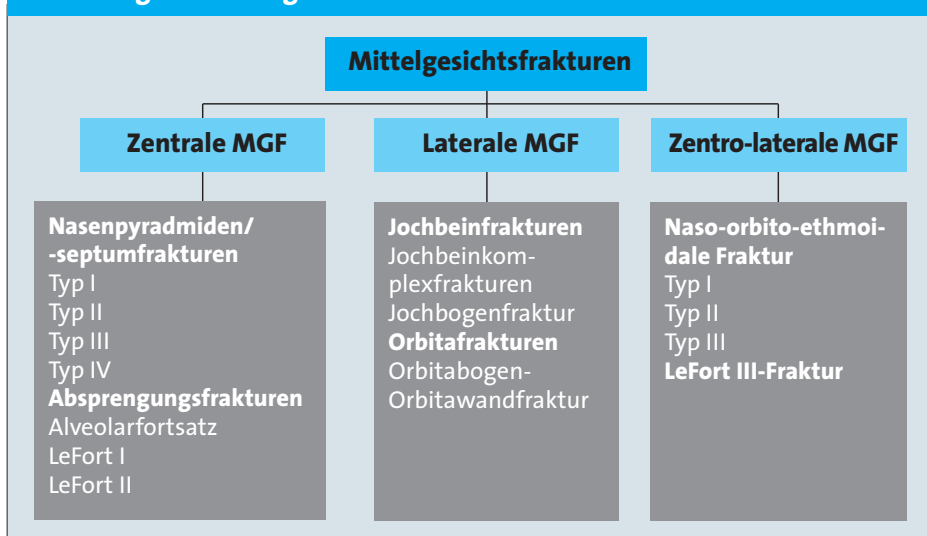 Mittelgesichtsfrakturen
Zentrale MGF
Nasenpyradmiden/
-septumfrakturen
Typ I
Typ II
Typ III
Typ IV
Absprengungsfrakturen
Alveolarfortsatz
LeFort I
LeFort II
Laterale MGF
Jochbeinfrakturen
Jochbeinkom-
plexfrakturen
Jochbogenfraktur
Orbitafrakturen
Orbitabogen-
Orbitawandfraktur
Zentro-laterale MGF
Naso-orbito-ethmoi-
dale Fraktur
Typ I
Typ II
Typ III
LeFort III-Fraktur